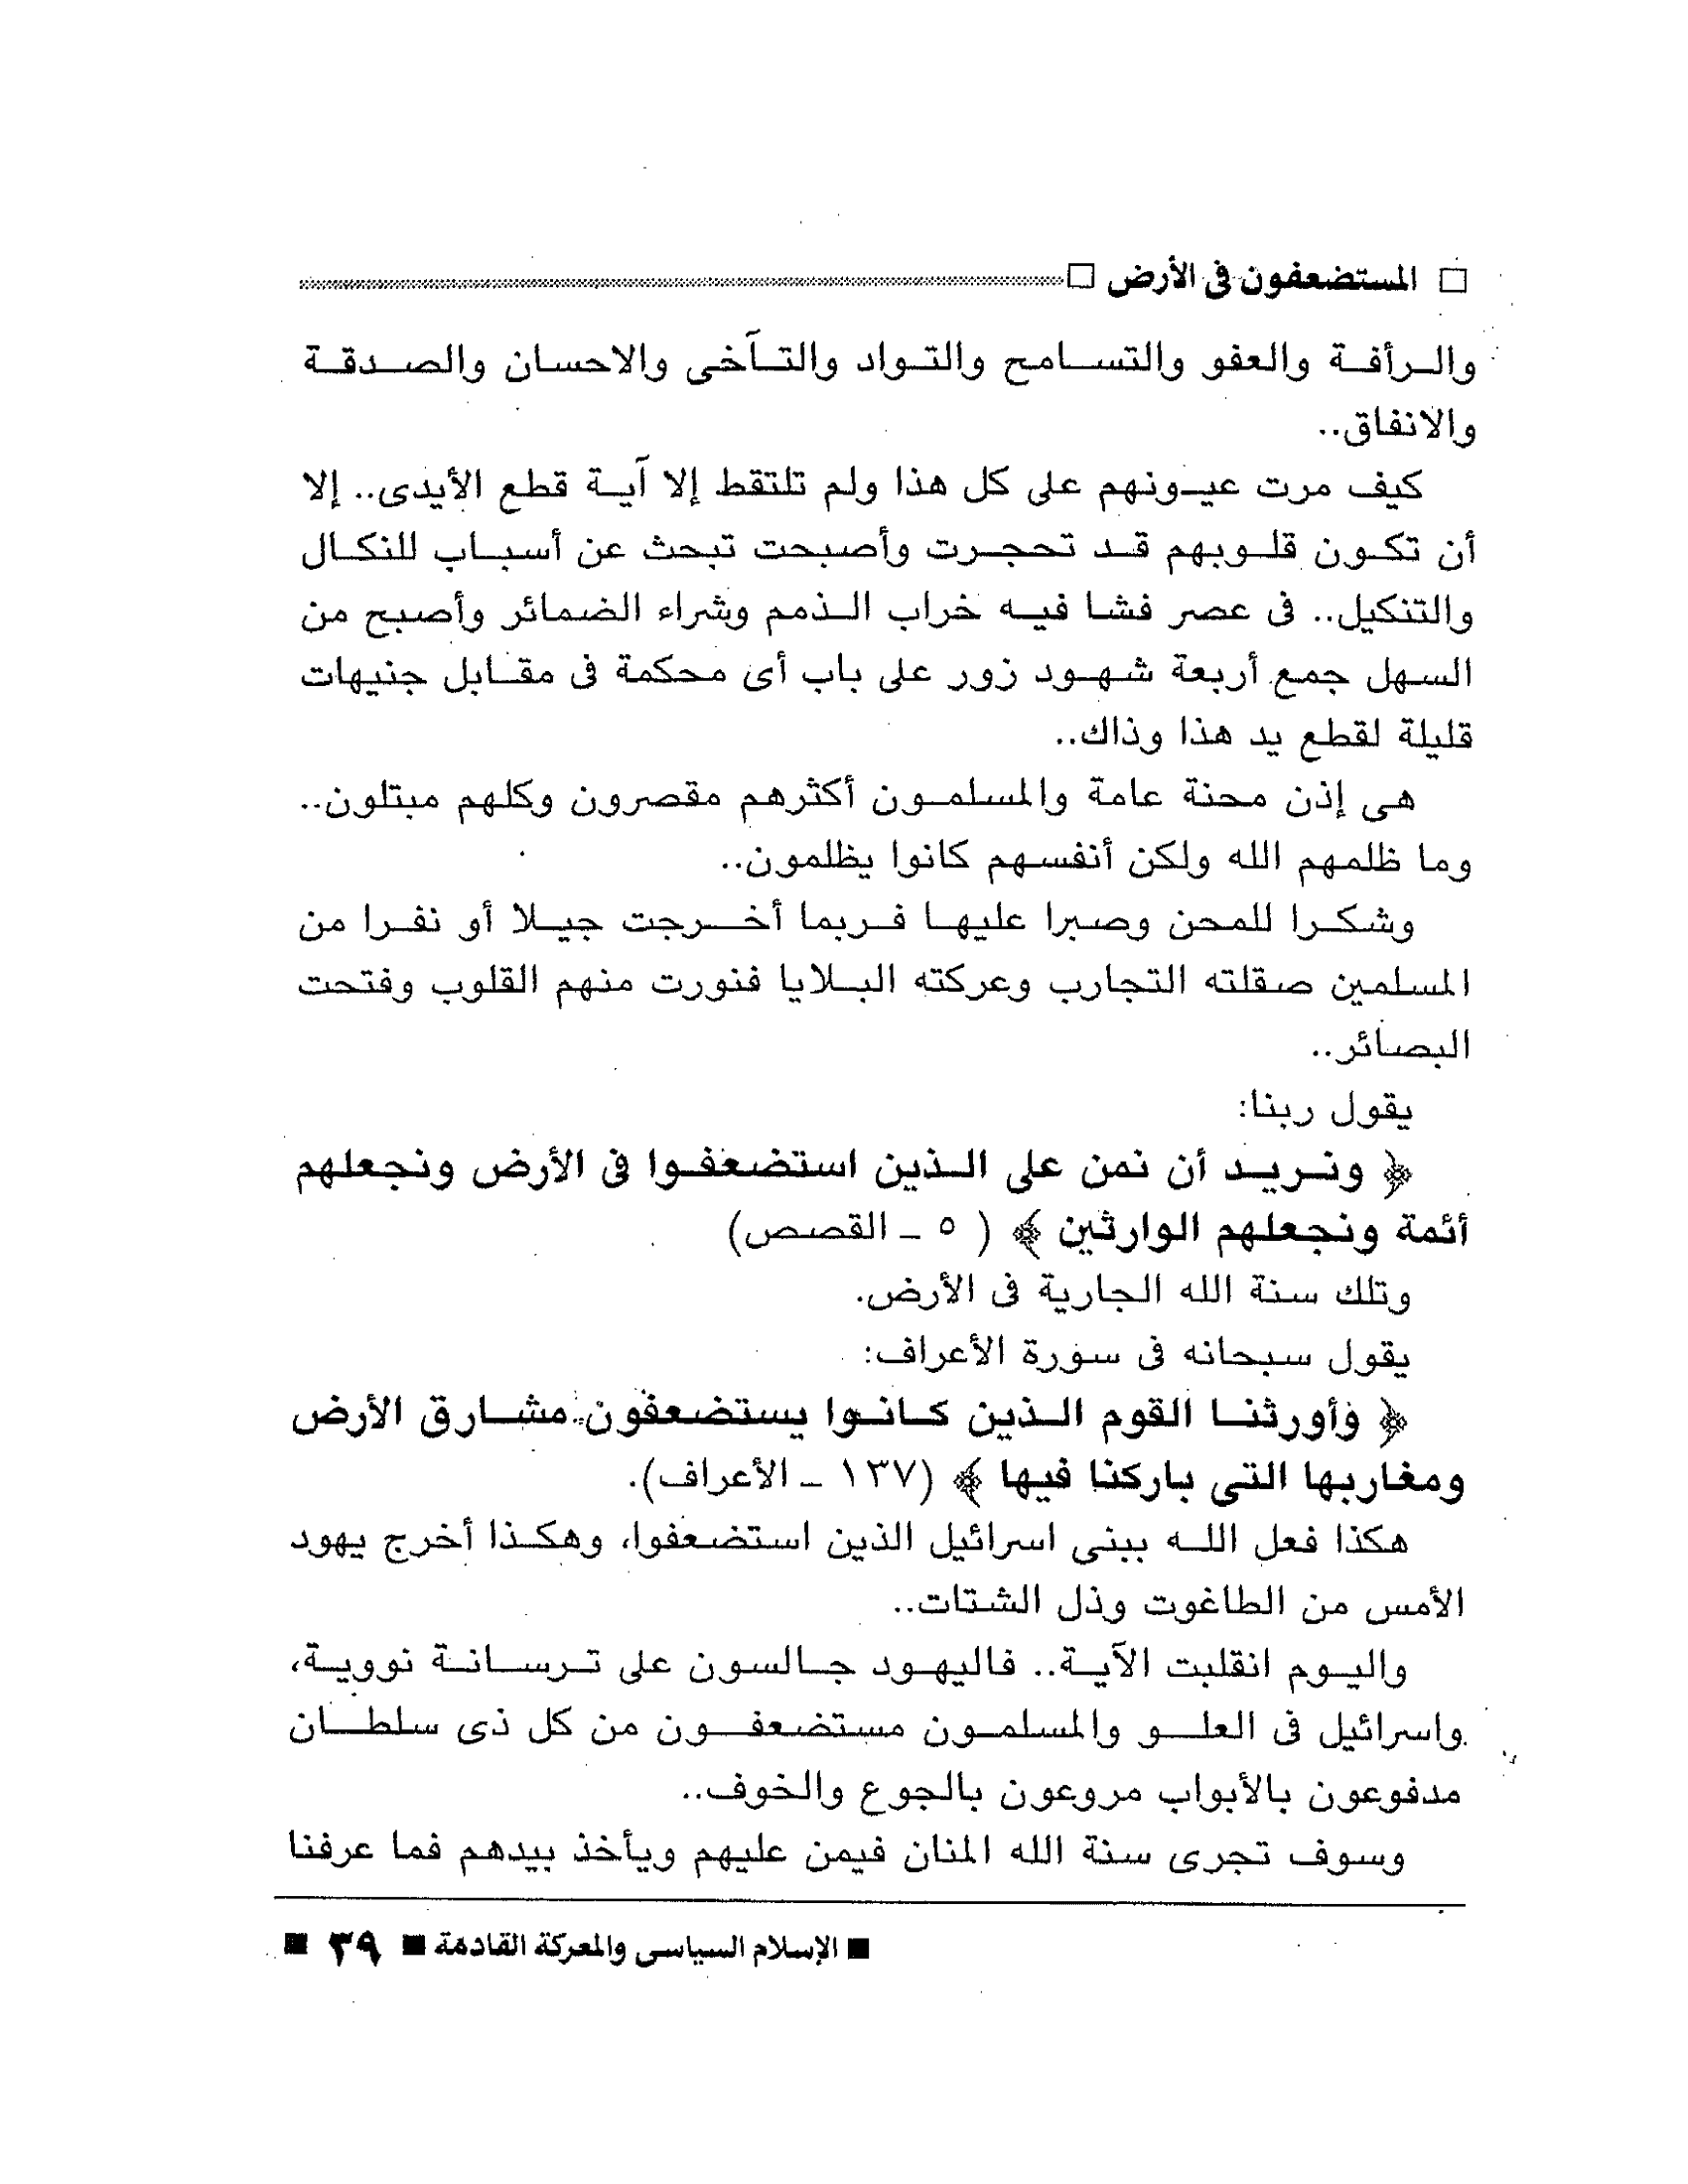 □ المستضعفون فى الأرض □
والرأفة والعفو والتسامح والتواد والتآخى والاحسان والصدقة
والانفاق..
كيف مرت عيونهم على كل هذا ولم تلتقط إلا آية قطع الأيدى.. إلا
أن تكون قلوبهم قد تحجرت وأصبحت تبحث عن أسباب للنكال
والتنكيل.. فى عصر فشا فيه خراب الذمم وشراء الضمائر وأصبح من
السهل جمع أربعة شهود زور على باب أى محكمة فى مقابل جنيهات
قليلة لقطع يد هذا وذاك..
هى إذن محنة عامة والمسلمون أكثرهم مقصرون وكلهم مبتلون..
وما ظلمهم الله ولكن أنفسهم كانوا يظلمون..
وشكرا للمحن وصبرا عليها فربما أخرجت جيلا أو نفرا من
المسلمين صقلته التجارب وعركته البلايا فنورت منهم القلوب وفتحت
البصائر..
يقول ربنا:
﴿ ونريد أن نمن على الذين استضعفوا فى الأرض ونجعلهم
أئمة ونجعلهم الوارثين ﴾ ( ٥ ـ القصص)
وتلك سنة الله الجارية فى الأرض.
يقول سبحانه فى سورة الأعراف:
﴿ وأورثنا القوم الذين كانوا يستضعفون مشارق الأرض
ومغاربها التى باركنا فيها ﴾ (١٣٧ ـ الأعراف).
هكذا فعل الله ببنى اسرائيل الذين استضعفوا، وهكذا أخرج يهود
الأمس من الطاغوت وذل الشتات..
واليوم انقلبت الآية.. فاليهود جالسون على ترسانة نووية،
واسرائيل فى العلو والمسلمون مستضعفون من كل ذى سلطان
مدفوعون بالأبواب مروعون بالجوع والخوف..
وسوف تجرى سنة الله المنان فيمن عليهم ويأخذ بيدهم فما عرفنا
■ الإسلام السياسى والمعركة القادمة ■ ٣٩ ■